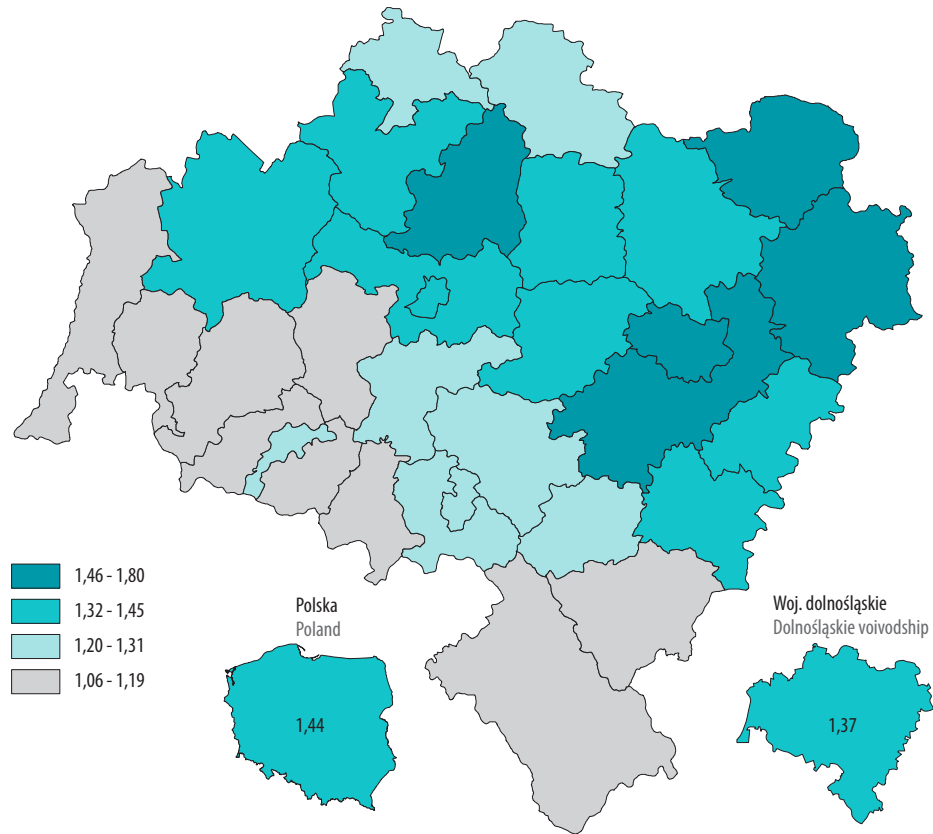 1,46 - 1,80
1,32 - 1,45
1,20 - 1,31
1,06 - 1,19
Polska
Poland
1,44
Woj. dolnośląskie
Dolnośląskie voivodship
1,37